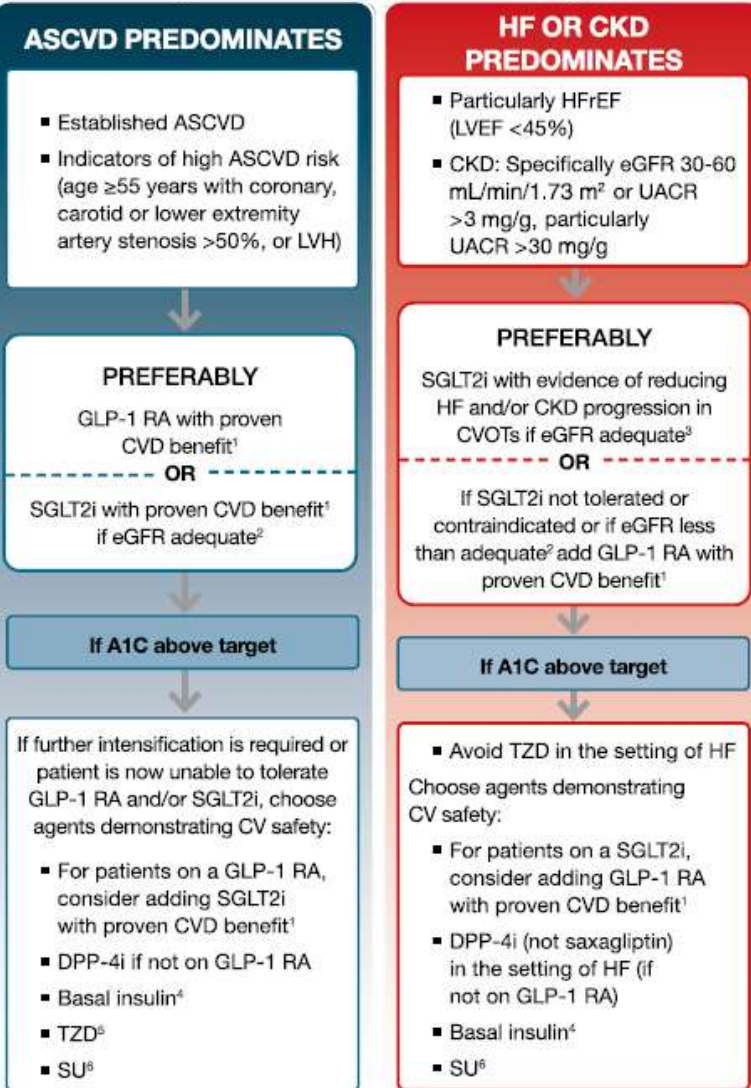 ASCVD PREDOMINATES
▪ Established ASCVD
▪ Indicators of high ASCVD risk
(age ≥55 years with coronary,
carotid or lower extremity
artery stenosis >50%, or LVH)
PREFERABLY
GLP-1 RA with proven
CVD benefit¹
OR
SGLT2i with proven CVD benefit¹
if eGFR adequate²
If A1C above target
If further intensification is required or
patient is now unable to tolerate
GLP-1 RA and/or SGLT2i, choose
agents demonstrating CV safety:
▪ For patients on a GLP-1 RA,
consider adding SGLT2i
with proven CVD benefit¹
▪ DPP-4i if not on GLP-1 RA
▪ Basal insulin⁴
▪ TZD⁵
▪ SU⁶
HF OR CKD
PREDOMINATES
▪ Particularly HFrEF
(LVEF <45%)
▪ CKD: Specifically eGFR 30-60
mL/min/1.73 m² or UACR
>3 mg/g, particularly
UACR >30 mg/g
PREFERABLY
SGLT2i with evidence of reducing
HF and/or CKD progression in
CVOTs if eGFR adequate³
OR
If SGLT2i not tolerated or
contraindicated or if eGFR less
than adequate² add GLP-1 RA with
proven CVD benefit¹
If A1C above target
▪ Avoid TZD in the setting of HF
Choose agents demonstrating
CV safety:
▪ For patients on a SGLT2i,
consider adding GLP-1 RA
with proven CVD benefit¹
▪ DPP-4i (not saxagliptin)
in the setting of HF (if
not on GLP-1 RA)
▪ Basal insulin⁴
▪ SU⁶